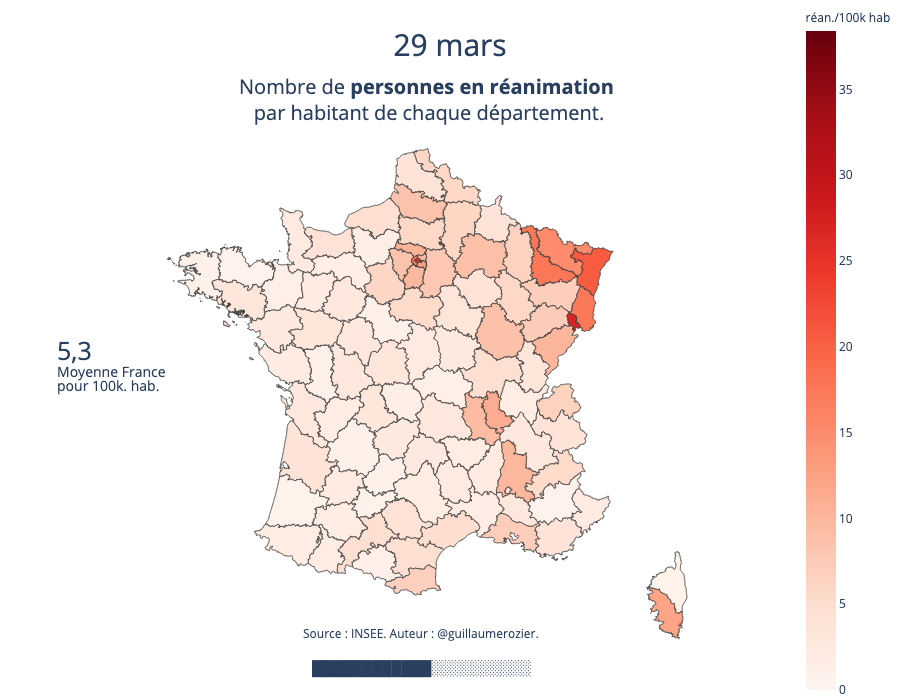 réan./100k hab
29 mars
Nombre de personnes en réanimation
par habitant de chaque département.
35
30
25
20
15
10
5
0
5,3
Moyenne France
pour 100k. hab.
Source : INSEE. Auteur : @guillaumerozier.